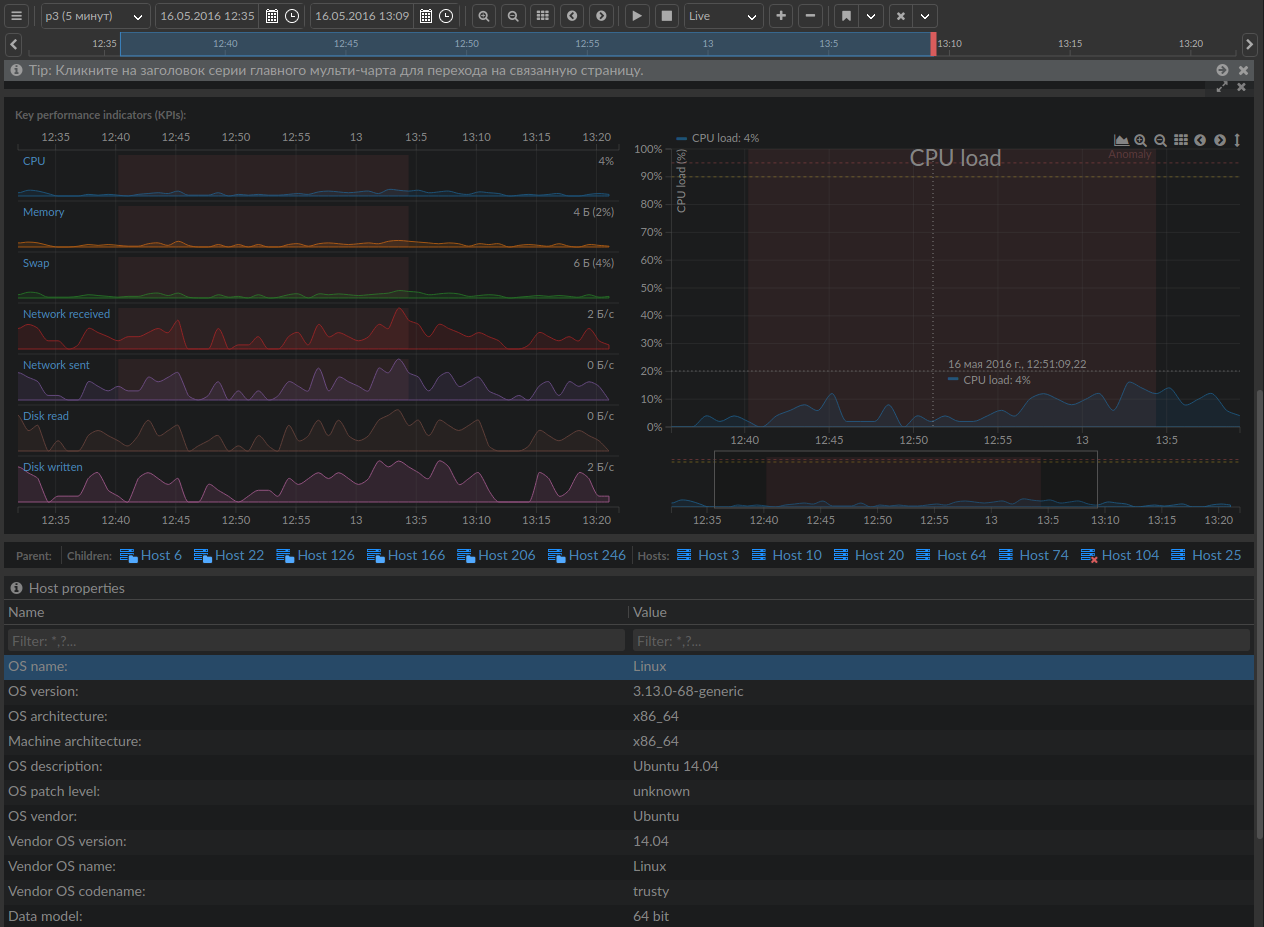 р3 (5 минут) 16.05.2016 12:35 16.05.2016 13:09 Live
12:35 12:40 12:45 12:50 12:55 13 13:5 13:10 13:15 13:20
Tip: Кликните на заголовок серии главного мульти-чарта для перехода на связанную страницу.
Key performance indicators (KPIs):
12:35 12:40 12:45 12:50 12:55 13 13:5 13:10 13:15 13:20
CPU 4%
Memory 4 Б (2%)
Swap 6 Б (4%)
Network received 2 Б/с
Network sent 0 Б/с
Disk read 0 Б/с
Disk written 2 Б/с
12:35 12:40 12:45 12:50 12:55 13 13:5 13:10 13:15 13:20
CPU load: 4%
CPU load
Anomaly
CPU load (%)
100%
90%
80%
70%
60%
50%
40%
30%
20%
10%
0%
16 мая 2016 г., 12:51:09,22
CPU load: 4%
12:40 12:45 12:50 12:55 13 13:5
12:35 12:40 12:45 12:50 12:55 13 13:5 13:10 13:15 13:20
Parent: Children: Host 6 Host 22 Host 126 Host 166 Host 206 Host 246 Hosts: Host 3 Host 10 Host 20 Host 64 Host 74 Host 104 Host 25
Host properties
Name Value
Filter: *,?... Filter: *,?...
OS name: Linux
OS version: 3.13.0-68-generic
OS architecture: x86_64
Machine architecture: x86_64
OS description: Ubuntu 14.04
OS patch level: unknown
OS vendor: Ubuntu
Vendor OS version: 14.04
Vendor OS name: Linux
Vendor OS codename: trusty
Data model: 64 bit